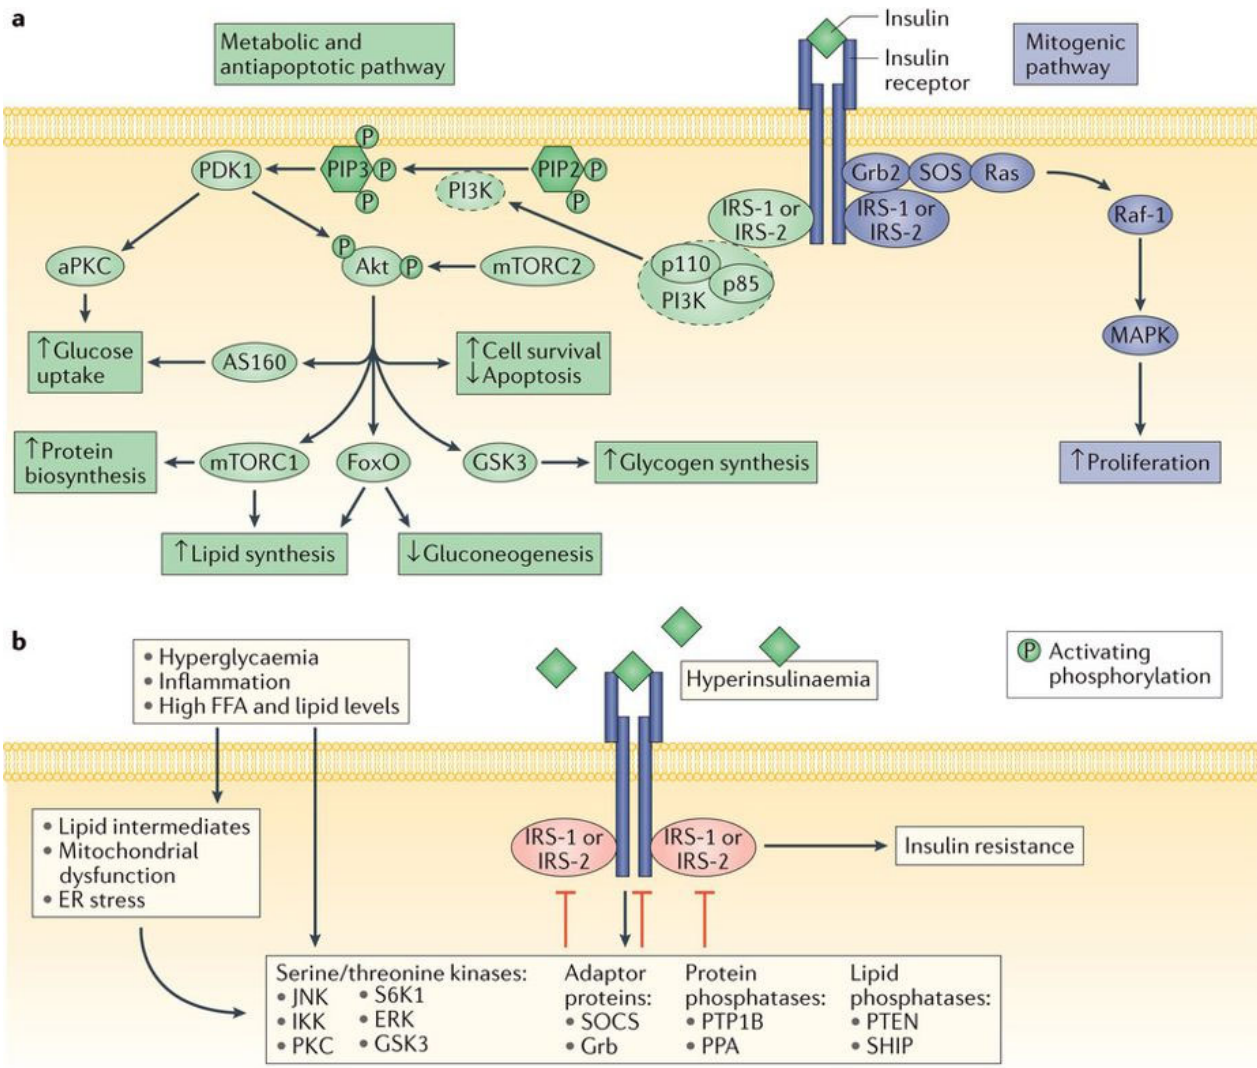 a
Metabolic and
antiapoptotic pathway
Insulin
Insulin
receptor
Mitogenic
pathway
PDK1
PIP3
P
P
P
PI3K
PIP2
P
P
Grb2
SOS
Ras
IRS-1 or
IRS-2
IRS-1 or
IRS-2
Raf-1
aPKC
P
Akt
P
mTORC2
p110
p85
PI3K
MAPK
↑Glucose
uptake
AS160
↑Cell survival
↓Apoptosis
↑Protein
biosynthesis
mTORC1
FoxO
GSK3
↑Glycogen synthesis
↑Proliferation
↑Lipid synthesis
↓Gluconeogenesis
b
• Hyperglycaemia
• Inflammation
• High FFA and lipid levels
Hyperinsulinaemia
P Activating
phosphorylation
• Lipid intermediates
• Mitochondrial
dysfunction
• ER stress
IRS-1 or
IRS-2
IRS-1 or
IRS-2
Insulin resistance
Serine/threonine kinases:
• JNK
• IKK
• PKC
• S6K1
• ERK
• GSK3
Adaptor
proteins:
• SOCS
• Grb
Protein
phosphatases:
• PTP1B
• PPA
Lipid
phosphatases:
• PTEN
• SHIP